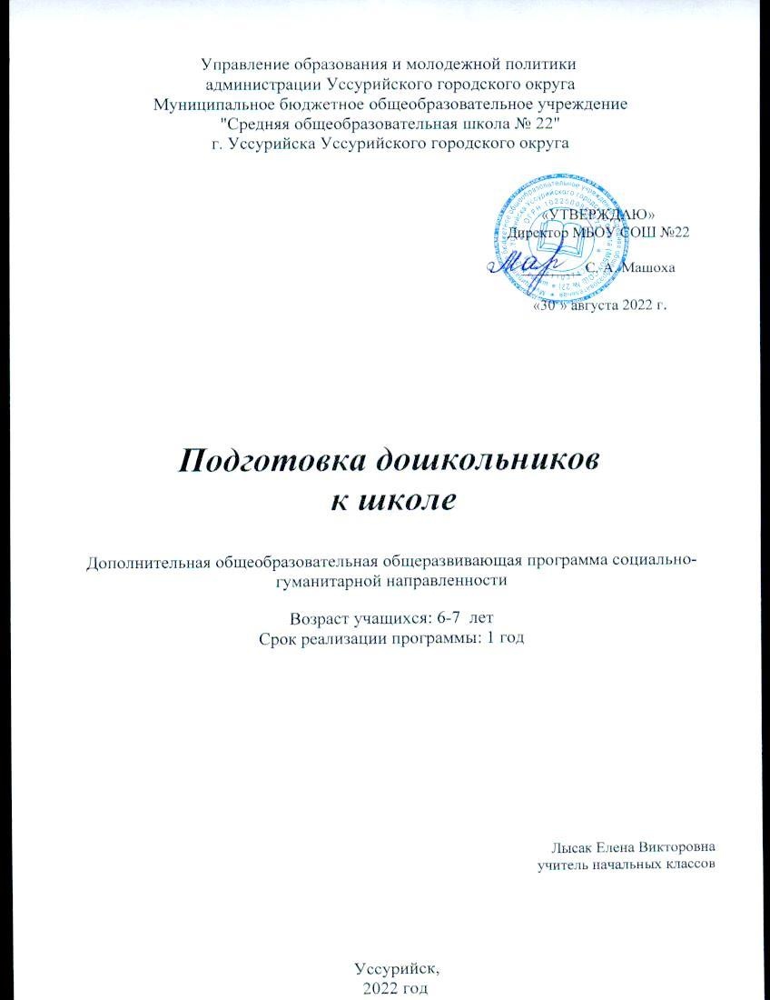 Управление образования и молодежной политики
администрации Уссурийского городского округа
Муниципальное бюджетное общеобразовательное учреждение
"Средняя общеобразовательная школа № 22"
г. Уссурийска Уссурийского городского округа
«УТВЕРЖДАЮ»
Директор МБОУ СОШ №22
С. А. Машоха
«30 » августа 2022 г.
Подготовка дошкольников
к школе
Дополнительная общеобразовательная общеразвивающая программа социально-
гуманитарной направленности
Возраст учащихся: 6-7 лет
Срок реализации программы: 1 год
Лысак Елена Викторовна
учитель начальных классов
Уссурийск,
2022 год